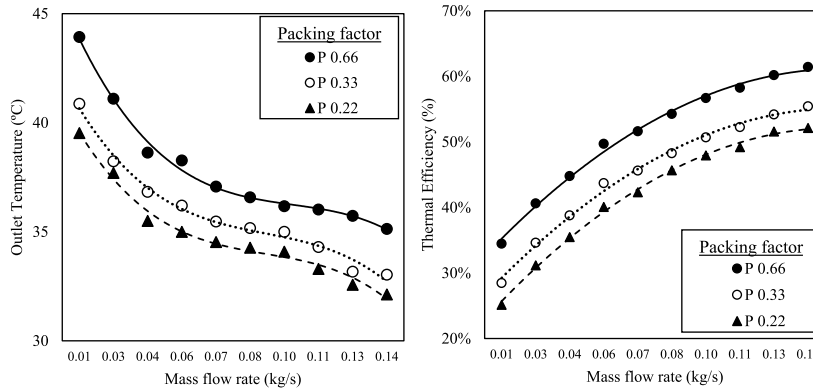 45
40
35
30
Outlet Temperature (°C)
Packing factor
P 0.66
P 0.33
P 0.22
0.01 0.03 0.04 0.06 0.07 0.08 0.10 0.11 0.13 0.14
Mass flow rate (kg/s)
70%
60%
50%
40%
30%
20%
Thermal Efficiency (%)
Packing factor
P 0.66
P 0.33
P 0.22
0.01 0.03 0.04 0.06 0.07 0.08 0.10 0.11 0.13
Mass flow rate (kg/s)